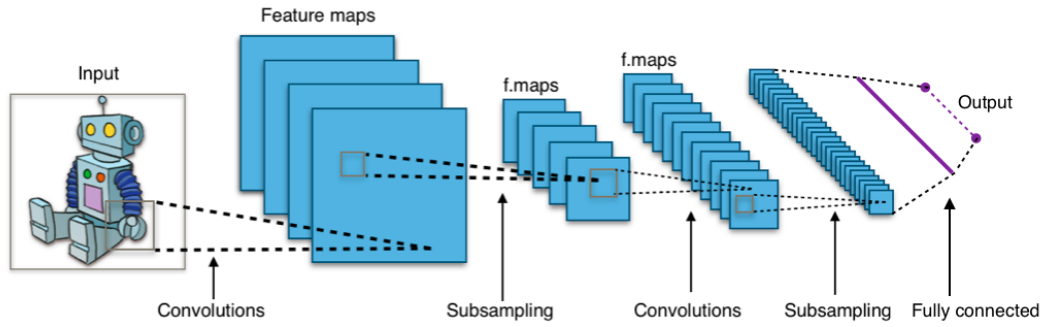 Feature maps
Input
f.maps
f.maps
Output
Convolutions
Subsampling
Convolutions
Subsampling
Fully connected